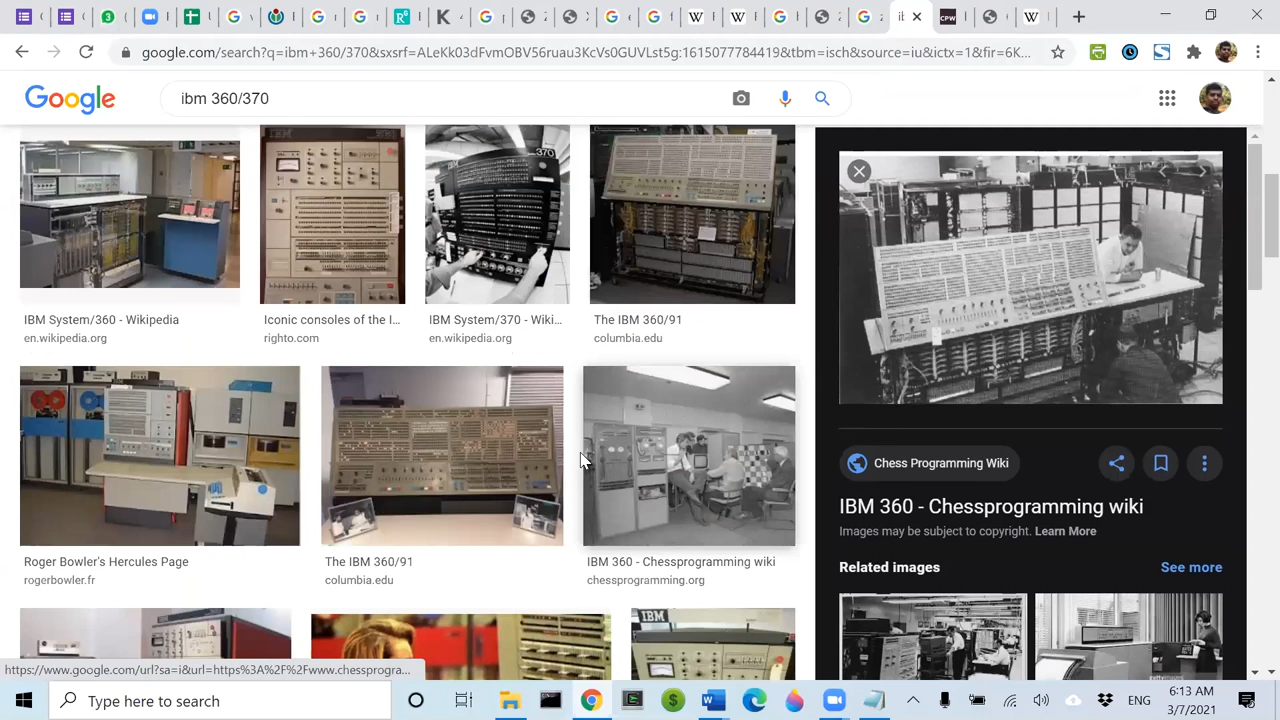 google.com/search?q=ibm+360/370&sxsrf=ALeKk03dFvmOBV56ruau3KcVs0GUVLst5g:1615077784419&tbm=isch&source=iu&ictx=1&fir=6K...
Google
ibm 360/370
370
IBM System/360 - Wikipedia
en.wikipedia.org
Iconic consoles of the I...
righto.com
IBM System/370 - Wiki...
en.wikipedia.org
The IBM 360/91
columbia.edu
Roger Bowler's Hercules Page
rogerbowler.fr
The IBM 360/91
columbia.edu
IBM 360 - Chessprogramming wiki
chessprogramming.org
IBM
Chess Programming Wiki
IBM 360 - Chessprogramming wiki
Images may be subject to copyright. Learn More
Related images
See more
https://www.google.com/url?sa=i&url=https%3A%2F%2Fwww.chessprogra...
Type here to search
ENG
6:13 AM
3/7/2021